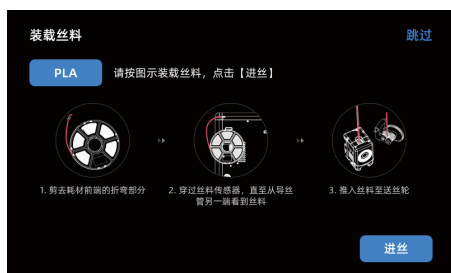 装载丝料
跳过
PLA
请按图示装载丝料，点击【进丝】
1. 剪去耗材前端的折弯部分
2. 穿过丝料传感器，直至从导丝
管另一端看到丝料
3. 推入丝料至送丝轮
进丝